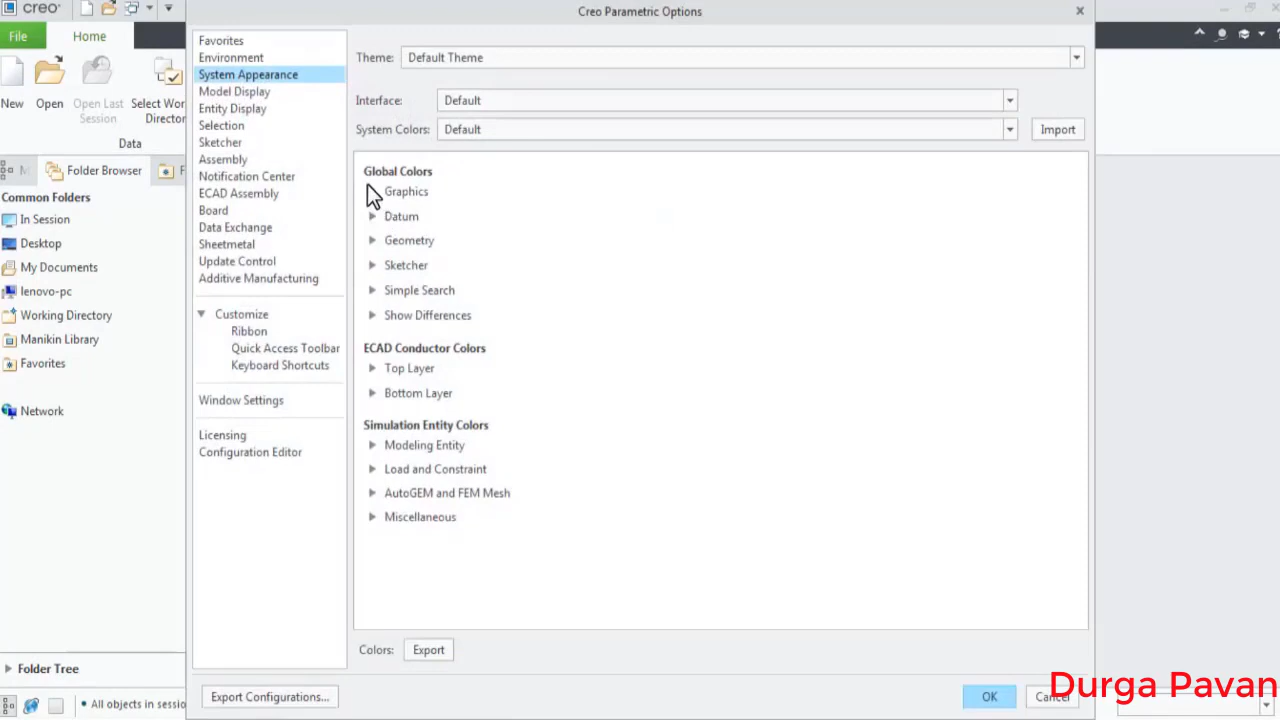 creo
Creo Parametric Options
File
Home
New
Open
Open Last Session
Select Wor
Director
Data
M
Folder Browser
F
Common Folders
In Session
Desktop
My Documents
lenovo-pc
Working Directory
Manikin Library
Favorites
Network
Folder Tree
All objects in sessio
Favorites
Environment
System Appearance
Model Display
Entity Display
Selection
Sketcher
Assembly
Notification Center
ECAD Assembly
Board
Data Exchange
Sheetmetal
Update Control
Additive Manufacturing
Customize
Ribbon
Quick Access Toolbar
Keyboard Shortcuts
Window Settings
Licensing
Configuration Editor
Export Configurations...
Theme: Default Theme
Interface: Default
System Colors: Default
Import
Global Colors
Graphics
Datum
Geometry
Sketcher
Simple Search
Show Differences
ECAD Conductor Colors
Top Layer
Bottom Layer
Simulation Entity Colors
Modeling Entity
Load and Constraint
AutoGEM and FEM Mesh
Miscellaneous
Colors: Export
OK
Cancel
Durga Pavan